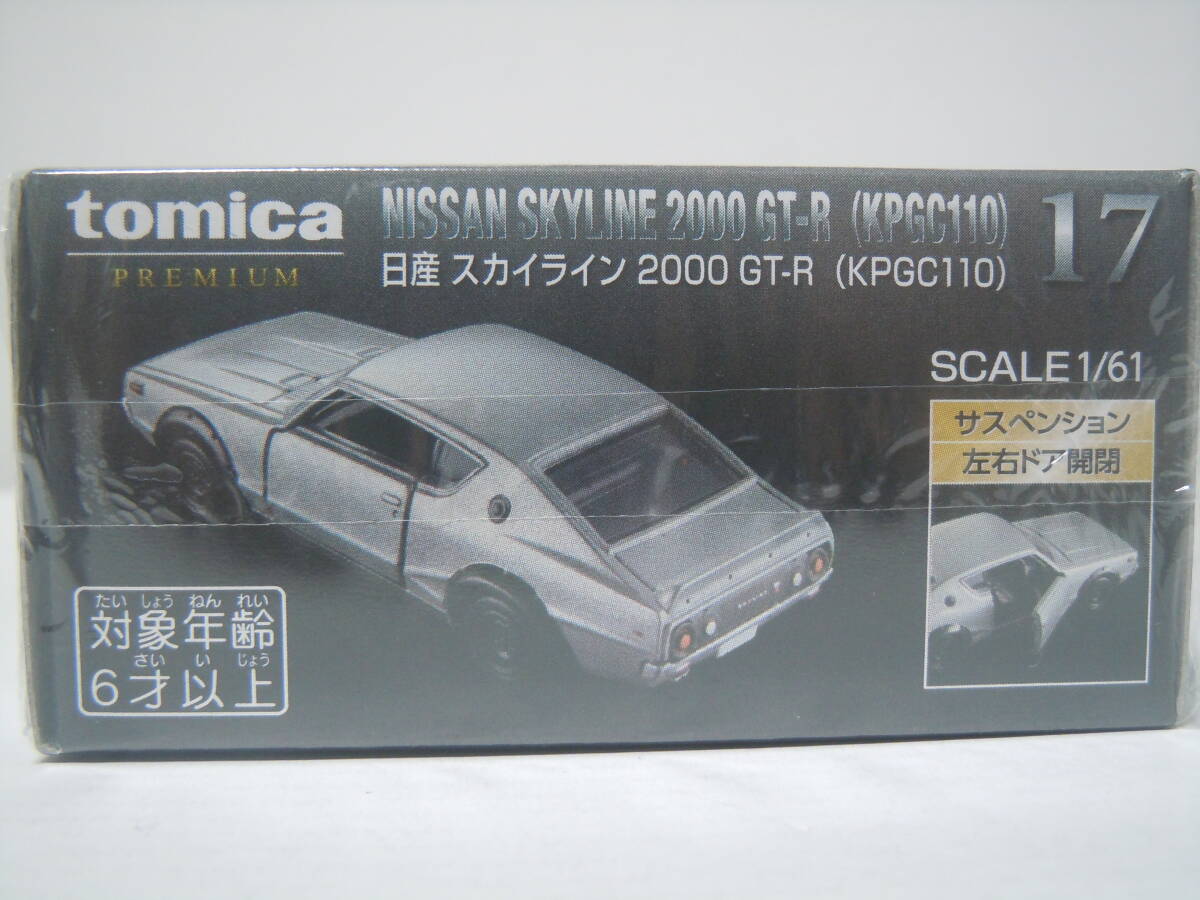 tomica
PREMIUM
NISSAN SKYLINE 2000 GT-R (KPGC110)
日産 スカイライン 2000 GT-R (KPGC110)
17
SCALE 1/61
サスペンション
左右ドア開閉
たい しょう ねん れい
対象年齢
さい い じょう
6才以上